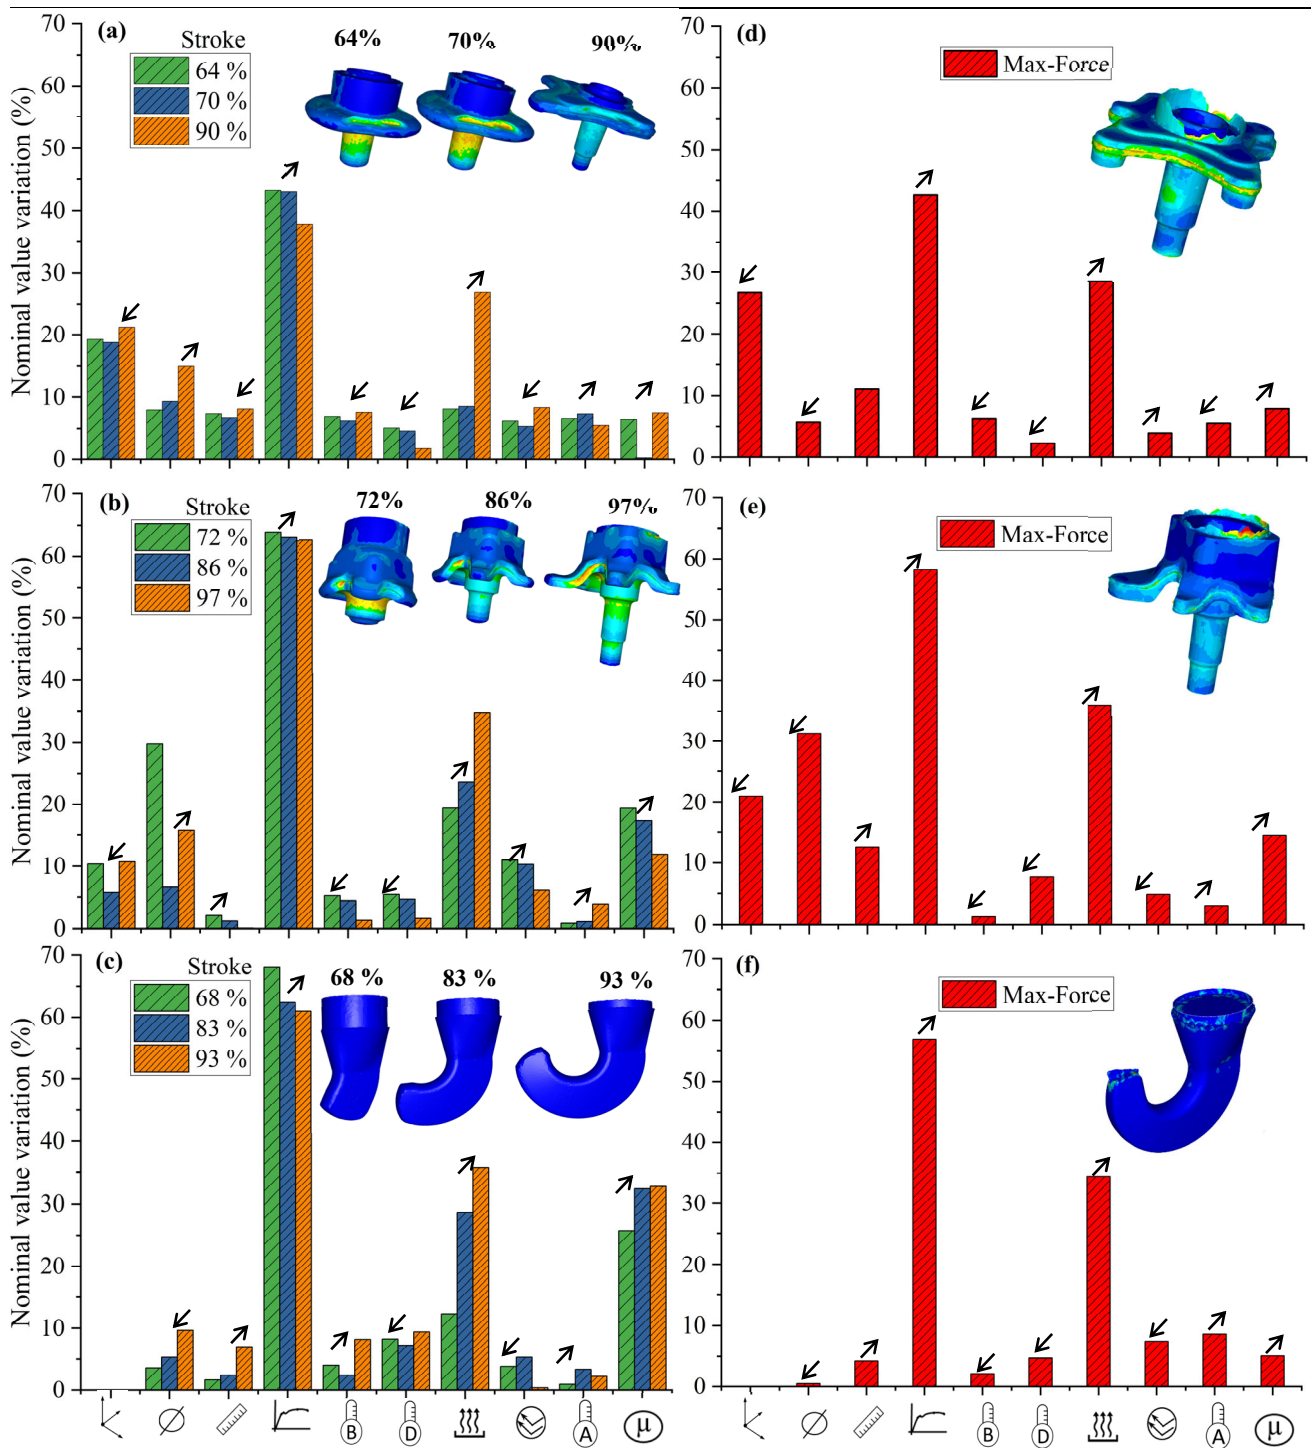 (a)
Stroke
64 %
70 %
90 %
64%
70%
90%
Nominal value variation (%)
70
60
50
40
30
20
10
0
(d)
Max-Force
70
60
50
40
30
20
10
0
(b)
Stroke
72 %
86 %
97 %
72%
86%
97%
Nominal value variation (%)
70
60
50
40
30
20
10
0
(e)
Max-Force
70
60
50
40
30
20
10
0
(c)
Stroke
68 %
83 %
93 %
68 %
83 %
93 %
Nominal value variation (%)
70
60
50
40
30
20
10
0
B
D
A
μ
(f)
Max-Force
70
60
50
40
30
20
10
0
B
D
A
μ